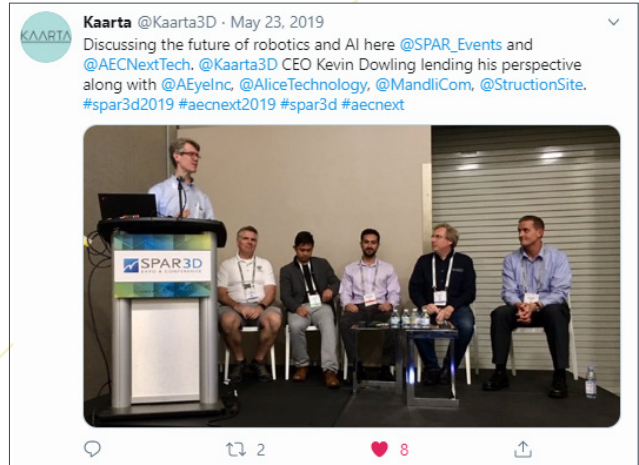 Kaarta @Kaarta3D · May 23, 2019
KAARTA
Discussing the future of robotics and AI here @SPAR_Events and
@AECNextTech. @Kaarta3D CEO Kevin Dowling lending his perspective
along with @AEyeInc, @AliceTechnology, @MandliCom, @StructionSite.
#spar3d2019 #aecnext2019 #spar3d #aecnext
SPAR3D
EXPO & CONFERENCE
2
8